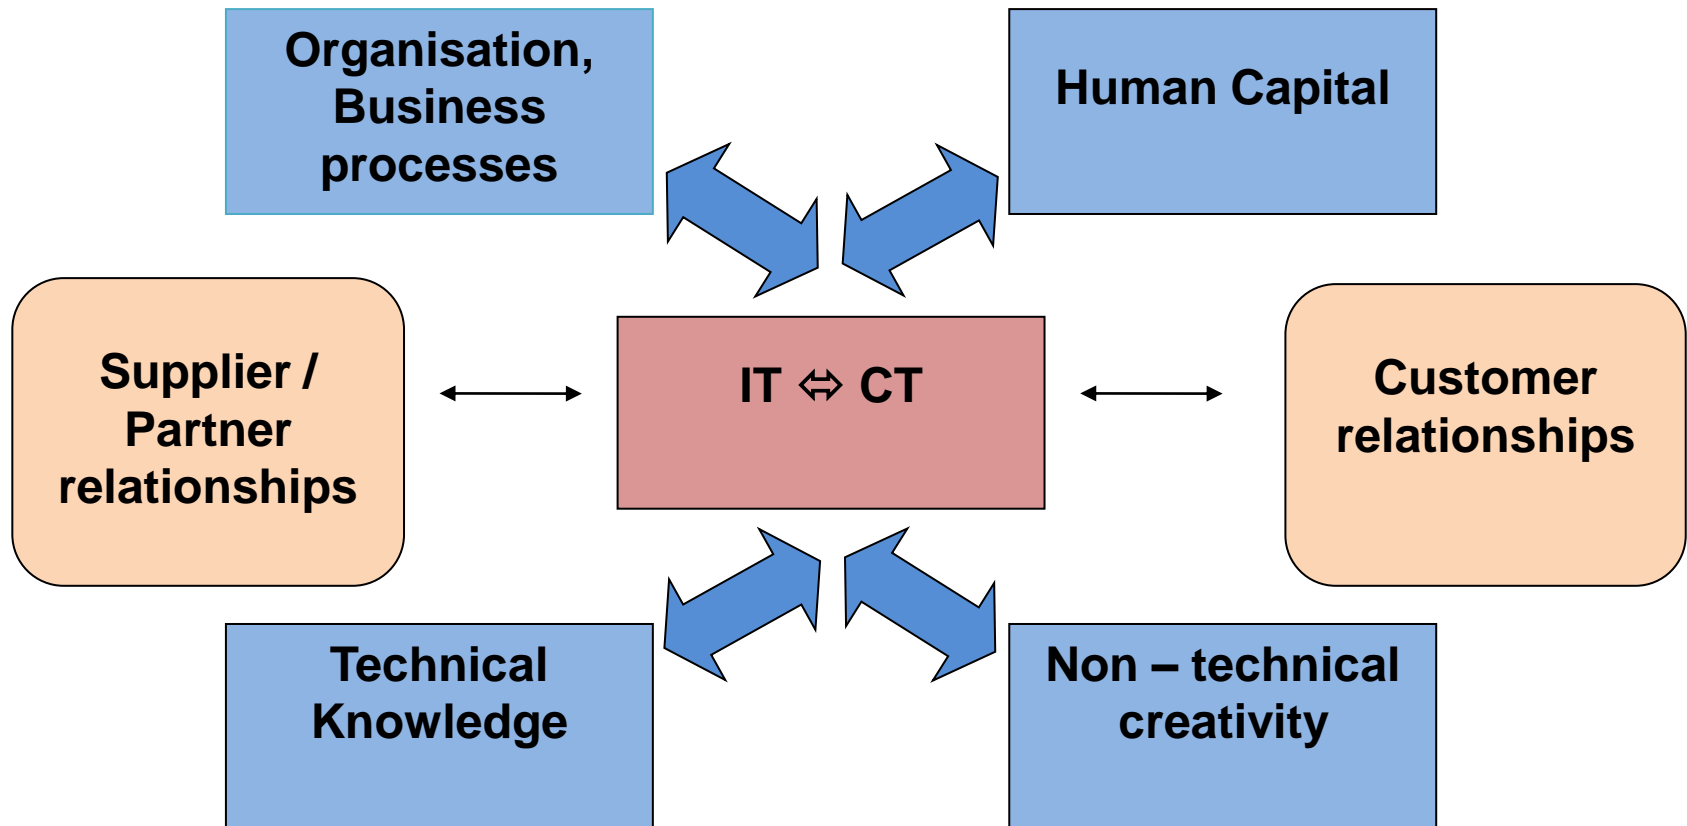 Organisation,
Business
processes
Human Capital
Supplier /
Partner
relationships
IT ⬄ CT
Customer
relationships
Technical
Knowledge
Non – technical
creativity